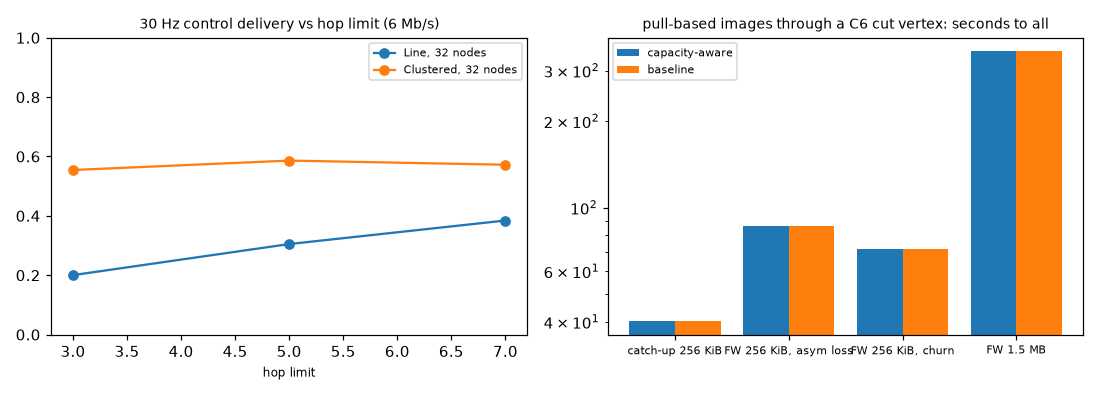 30 Hz control delivery vs hop limit (6 Mb/s)
1.0
0.8
0.6
0.4
0.2
0.0
Line, 32 nodes
Clustered, 32 nodes
3.0 3.5 4.0 4.5 5.0 5.5 6.0 6.5 7.0
hop limit
pull-based images through a C6 cut vertex: seconds to all
capacity-aware
baseline
3 × 10²
2 × 10²
10²
6 × 10¹
4 × 10¹
catch-up 256 KiB FW 256 KiB, asym loss FW 256 KiB, churn FW 1.5 MB